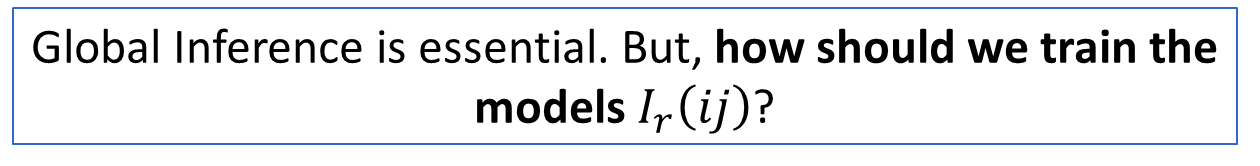 Global Inference is essential. But, how should we train the
models I_r(ij)?